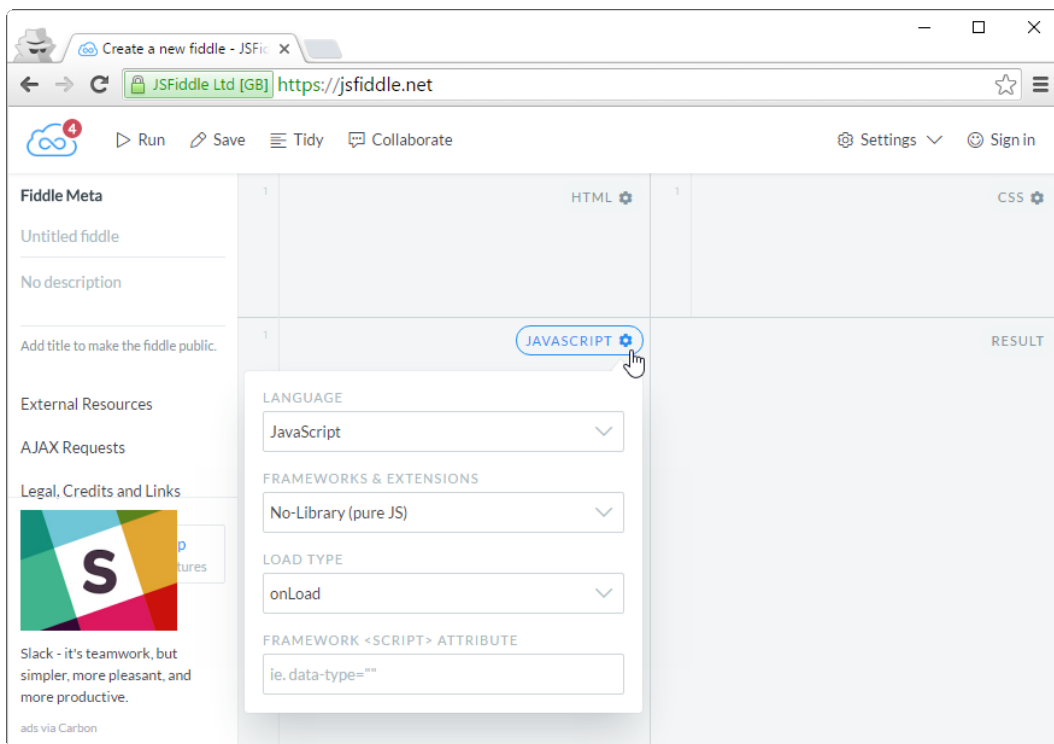 Create a new fiddle - JSFic
JSFiddle Ltd [GB] https://jsfiddle.net
4
Run Save Tidy Collaborate Settings Sign in
Fiddle Meta
Untitled fiddle
No description
Add title to make the fiddle public.
External Resources
AJAX Requests
Legal, Credits and Links
p
tures
S
Slack - it's teamwork, but
simpler, more pleasant, and
more productive.
ads via Carbon
1 HTML
1 CSS
1 JAVASCRIPT
LANGUAGE
JavaScript
FRAMEWORKS & EXTENSIONS
No-Library (pure JS)
LOAD TYPE
onLoad
FRAMEWORK <SCRIPT> ATTRIBUTE
ie. data-type=""
RESULT